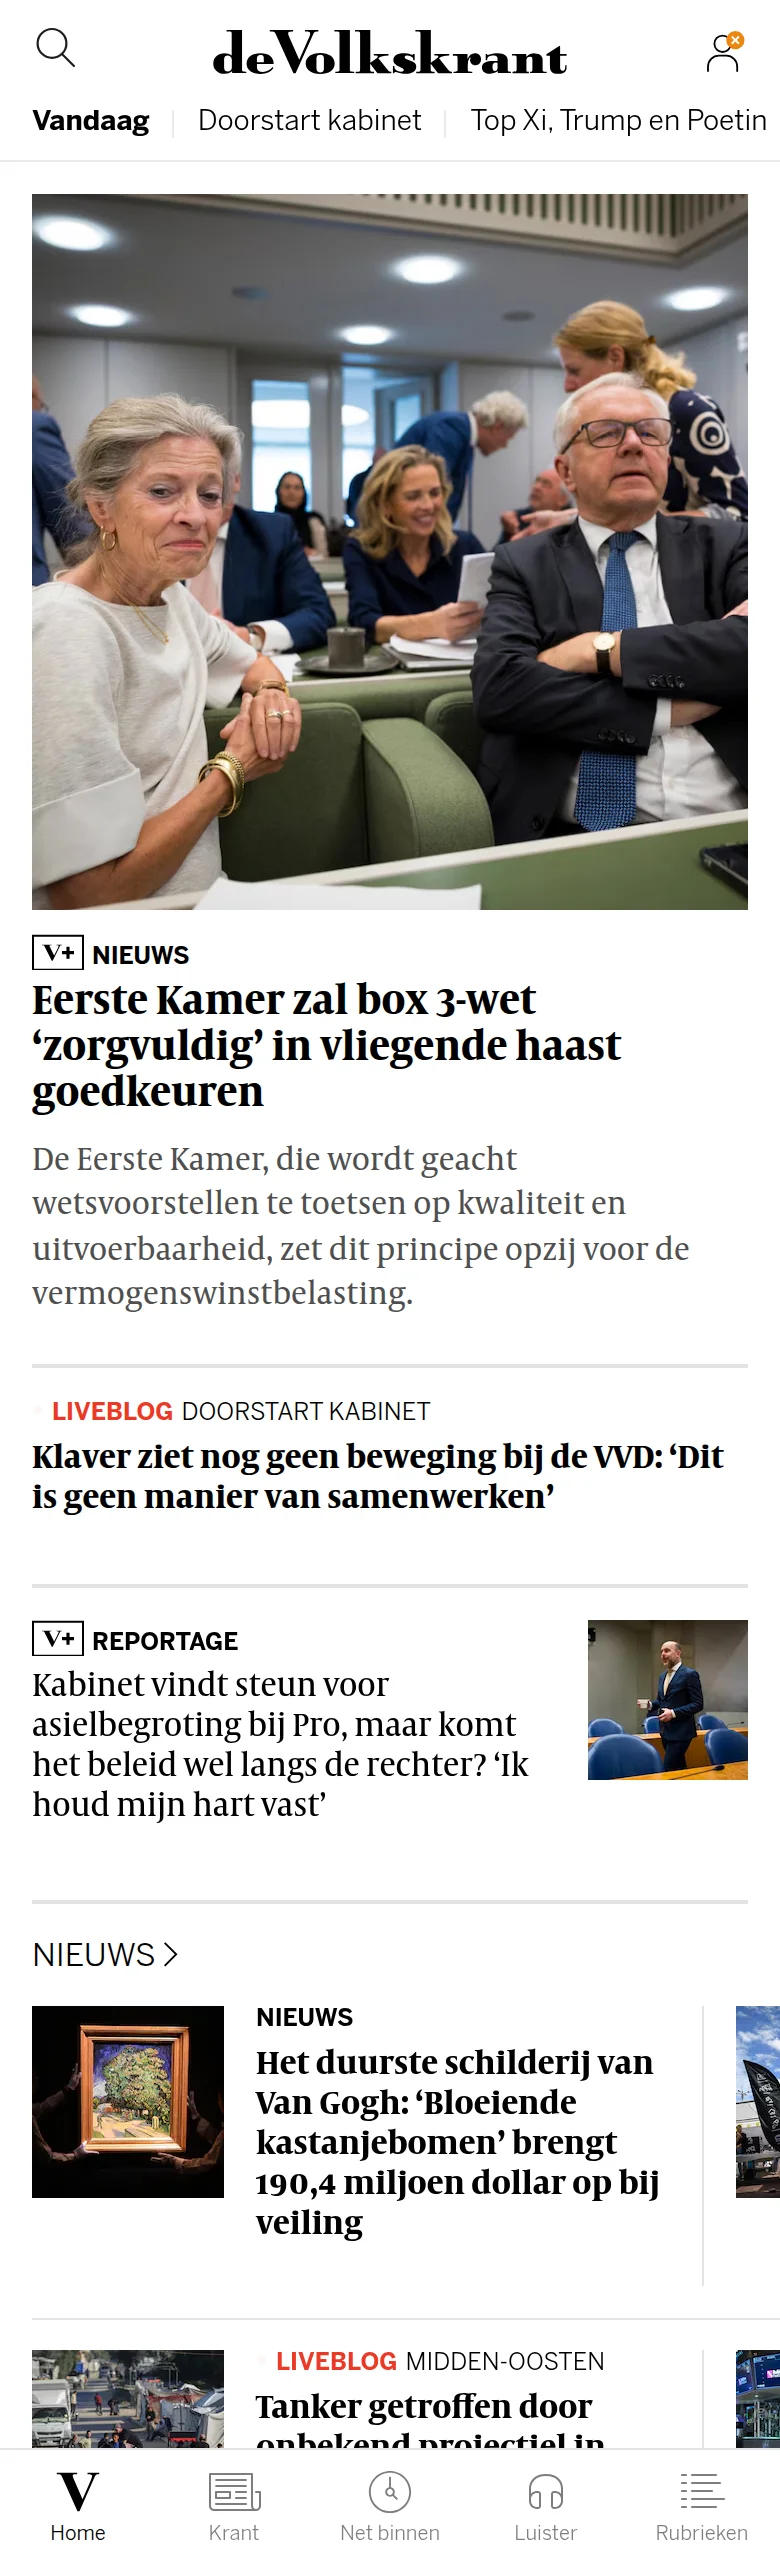 deVolkskrant
Vandaag
Doorstart kabinet
Top Xi, Trump en Poetin
V+ NIEUWS
Eerste Kamer zal box 3-wet
‘zorgvuldig’ in vliegende haast
goedkeuren
De Eerste Kamer, die wordt geacht
wetsvoorstellen te toetsen op kwaliteit en
uitvoerbaarheid, zet dit principe opzij voor de
vermogenswinstbelasting.
LIVEBLOG DOORSTART KABINET
Klaver ziet nog geen beweging bij de VVD: ‘Dit
is geen manier van samenwerken’
V+ REPORTAGE
Kabinet vindt steun voor
asielbegroting bij Pro, maar komt
het beleid wel langs de rechter? ‘Ik
houd mijn hart vast’
NIEUWS
NIEUWS
Het duurste schilderij van
Van Gogh: ‘Bloeiende
kastanjebomen’ brengt
190,4 miljoen dollar op bij
veiling
LIVEBLOG MIDDEN-OOSTEN
Tanker getroffen door
onbekend projectiel in
V
Home
Krant
Net binnen
Luister
Rubrieken